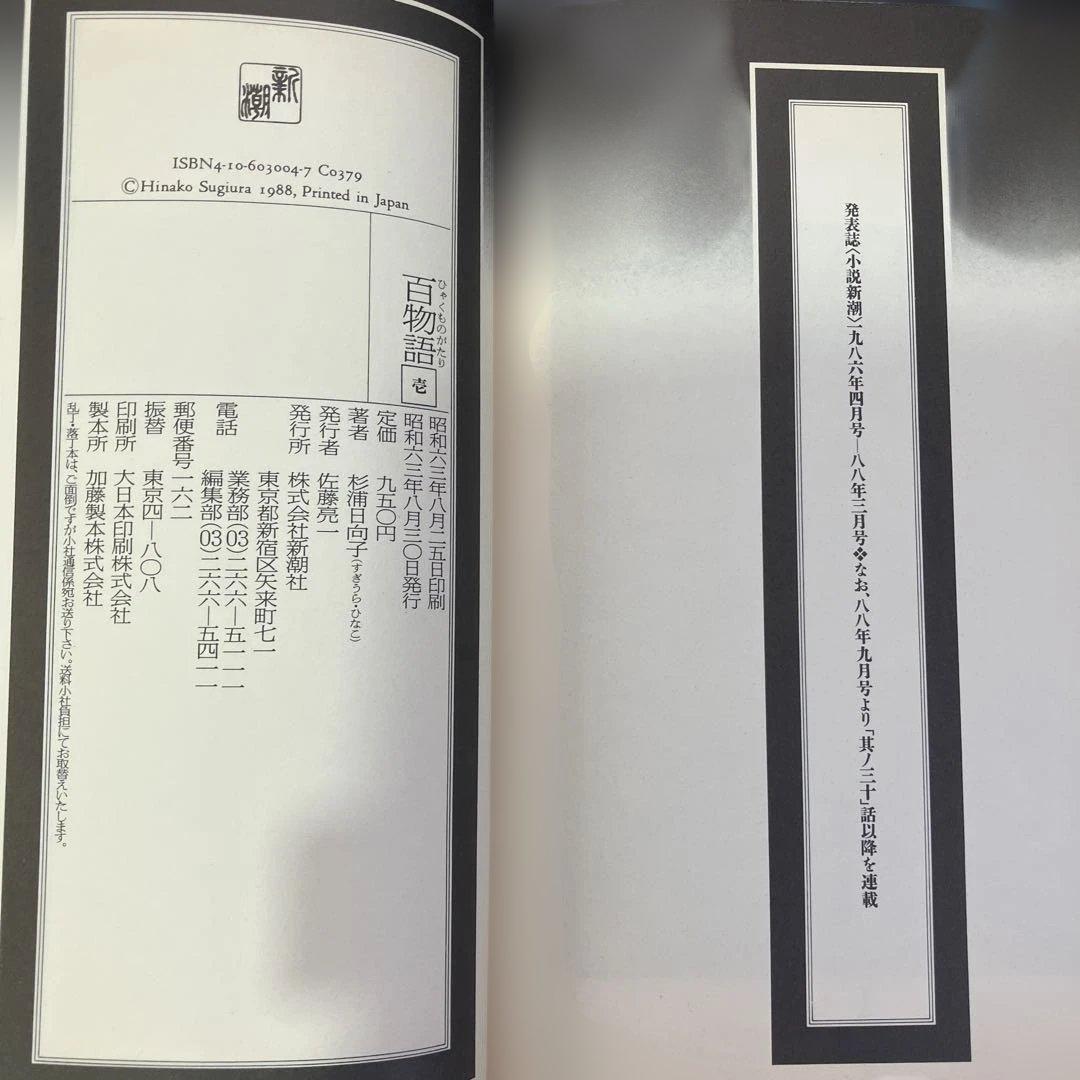 発表誌〈小説新潮〉一九八六年四月号—八八年三月号❖なお、八八年九月号より「其ノ三十」話以降を連載
新潮
ISBN4-10-603004-7 C0379
©Hinako Sugiura 1988, Printed in Japan
ひゃくものがたり
百物語 壱
昭和六三年八月二五日印刷
昭和六三年八月三〇日発行
定価 九五〇円
著者 杉浦日向子(すぎうら・ひなこ)
発行者 佐藤亮一
発行所 株式会社新潮社
東京都新宿区矢来町七一
電話 業務部(03)二六六—五一一一
編集部(03)二六六—五四一一
郵便番号一六二
振替 東京四—八〇八
印刷所 大日本印刷株式会社
製本所 加藤製本株式会社
乱丁・落丁本は、ご面倒ですが小社通信係宛お送り下さい。送料小社負担にてお取替えいたします。